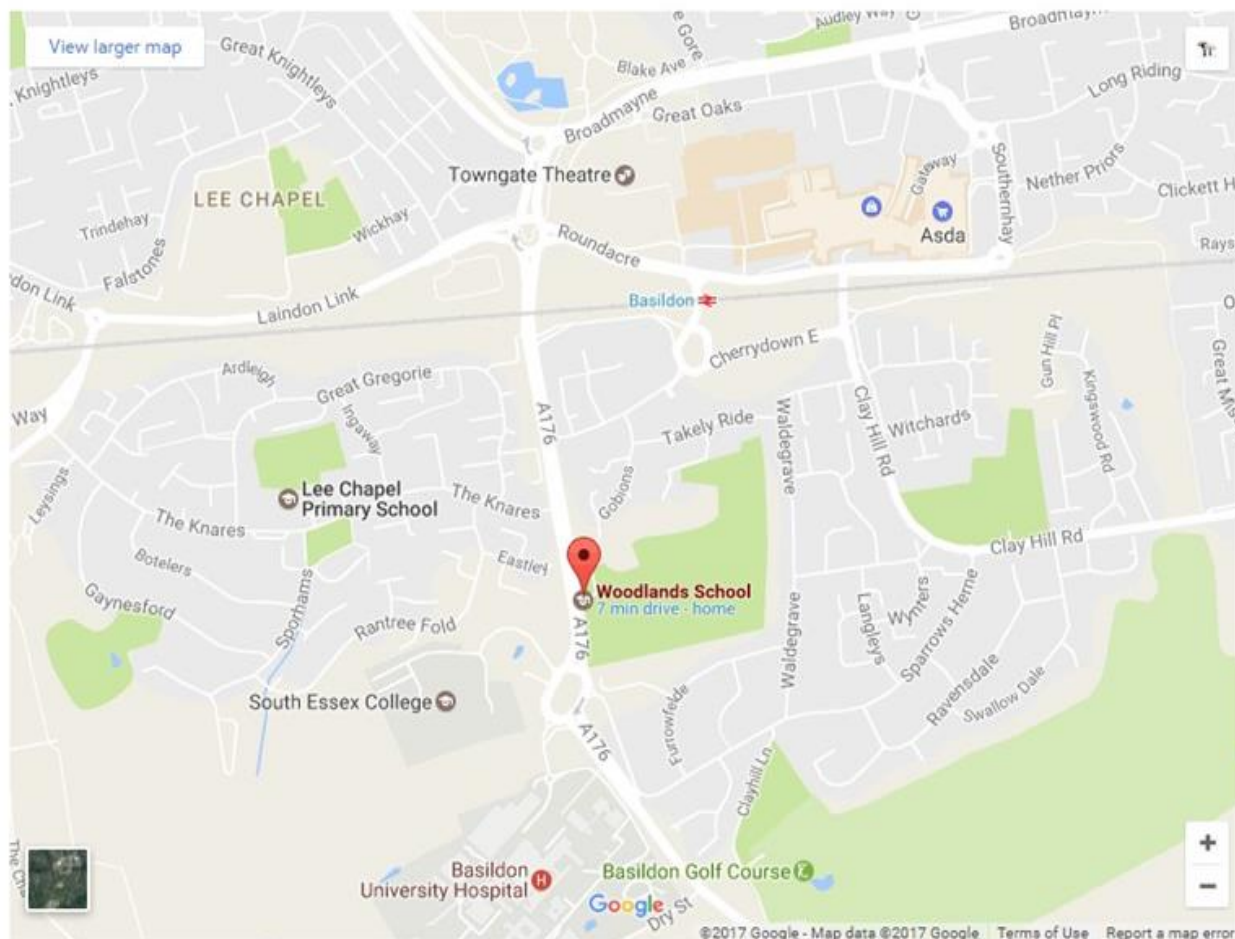 View larger map
Audley Way
Broadmayne
Great Knightleys
Knightleys
Gore
Blake Ave
Long Riding
Broadmayne
Great Oaks
Towngate Theatre
Gateway
Southernhay
Nether Priors
Clickett H
LEE CHAPEL
Trindehay
Wickhay
Falstones
Roundacre
Asda
Rays
don Link
Laindon Link
Basildon
Cherrydown E
Gun Hill Pl
Ardleigh
Great Gregorie
Way
Ingaway
A176
Takely Ride
Waldegrave
Clay Hill Rd
Witchards
Kingswood Rd
Great Mis
Leysings
Lee Chapel
Primary School
The Knares
The Knares
Gobions
Clay Hill Rd
Botelers
Eastley
Woodlands School
7 min drive - home
Gaynesford
Sporhams
Rantree Fold
A176
Waldegrave
Langleys
Wynters
Sparrows Herne
South Essex College
A176
Furrowfelde
Ravensdale
Swallow Dale
Clayhill Ln
Basildon
University Hospital
H
Basildon Golf Course
Google
Dry St
The Cha
+
−
©2017 Google - Map data ©2017 Google
Terms of Use
Report a map error